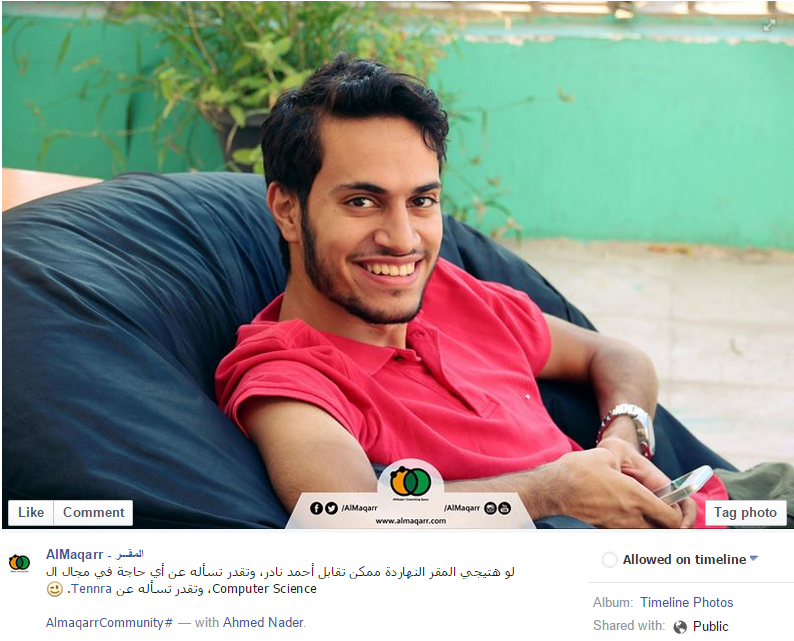 Like Comment
/AlMaqarr /AlMaqarr
www.almaqarr.com
Tag photo
AlMaqarr - المقــر
لو هتيجي المقر النهاردة ممكن تقابل أحمد نادر، وتقدر تسأله عن أي حاجة في مجال ال
Computer Science، وتقدر تسأله عن Tennra.
AlmaqarrCommunity# — with Ahmed Nader.
Allowed on timeline
Album: Timeline Photos
Shared with: Public